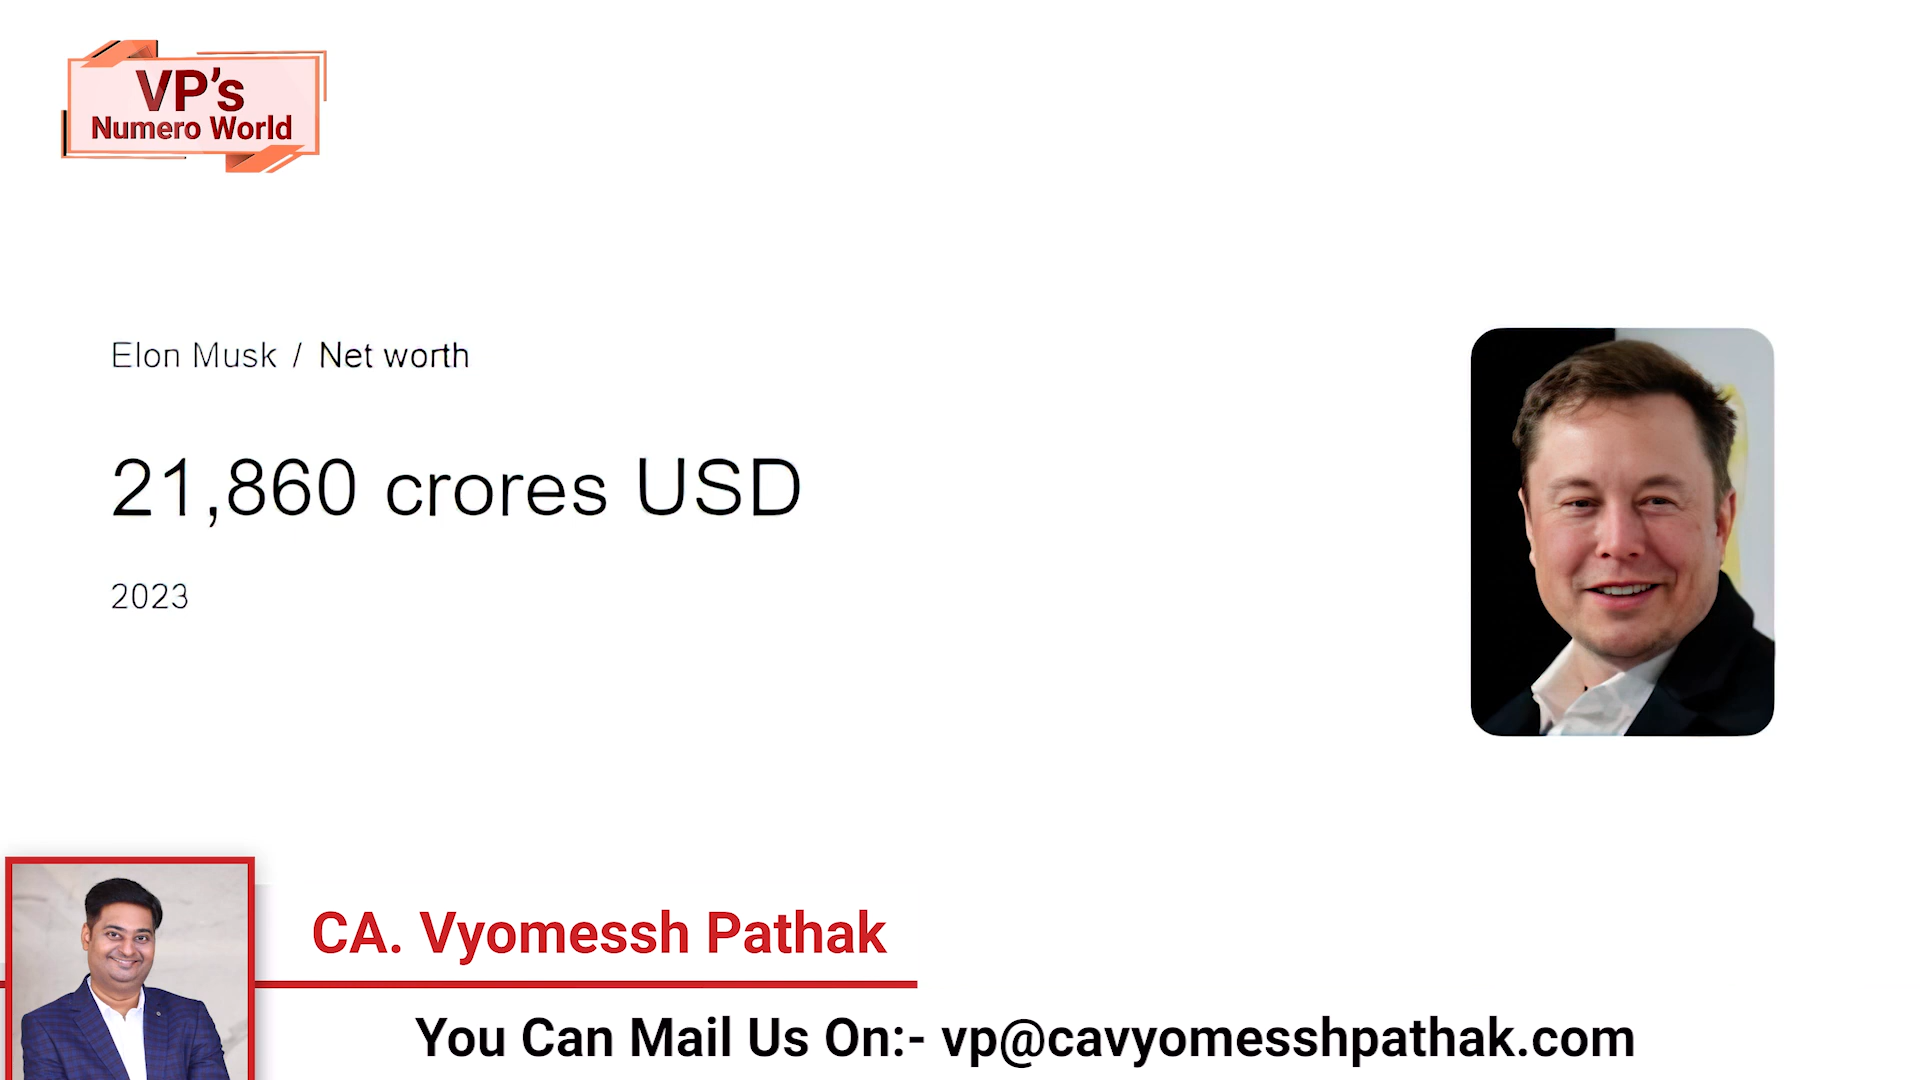 VP's
Numero World
Elon Musk / Net worth
21,860 crores USD
2023
CA. Vyomessh Pathak
You Can Mail Us On:- vp@cavyomesshpathak.com